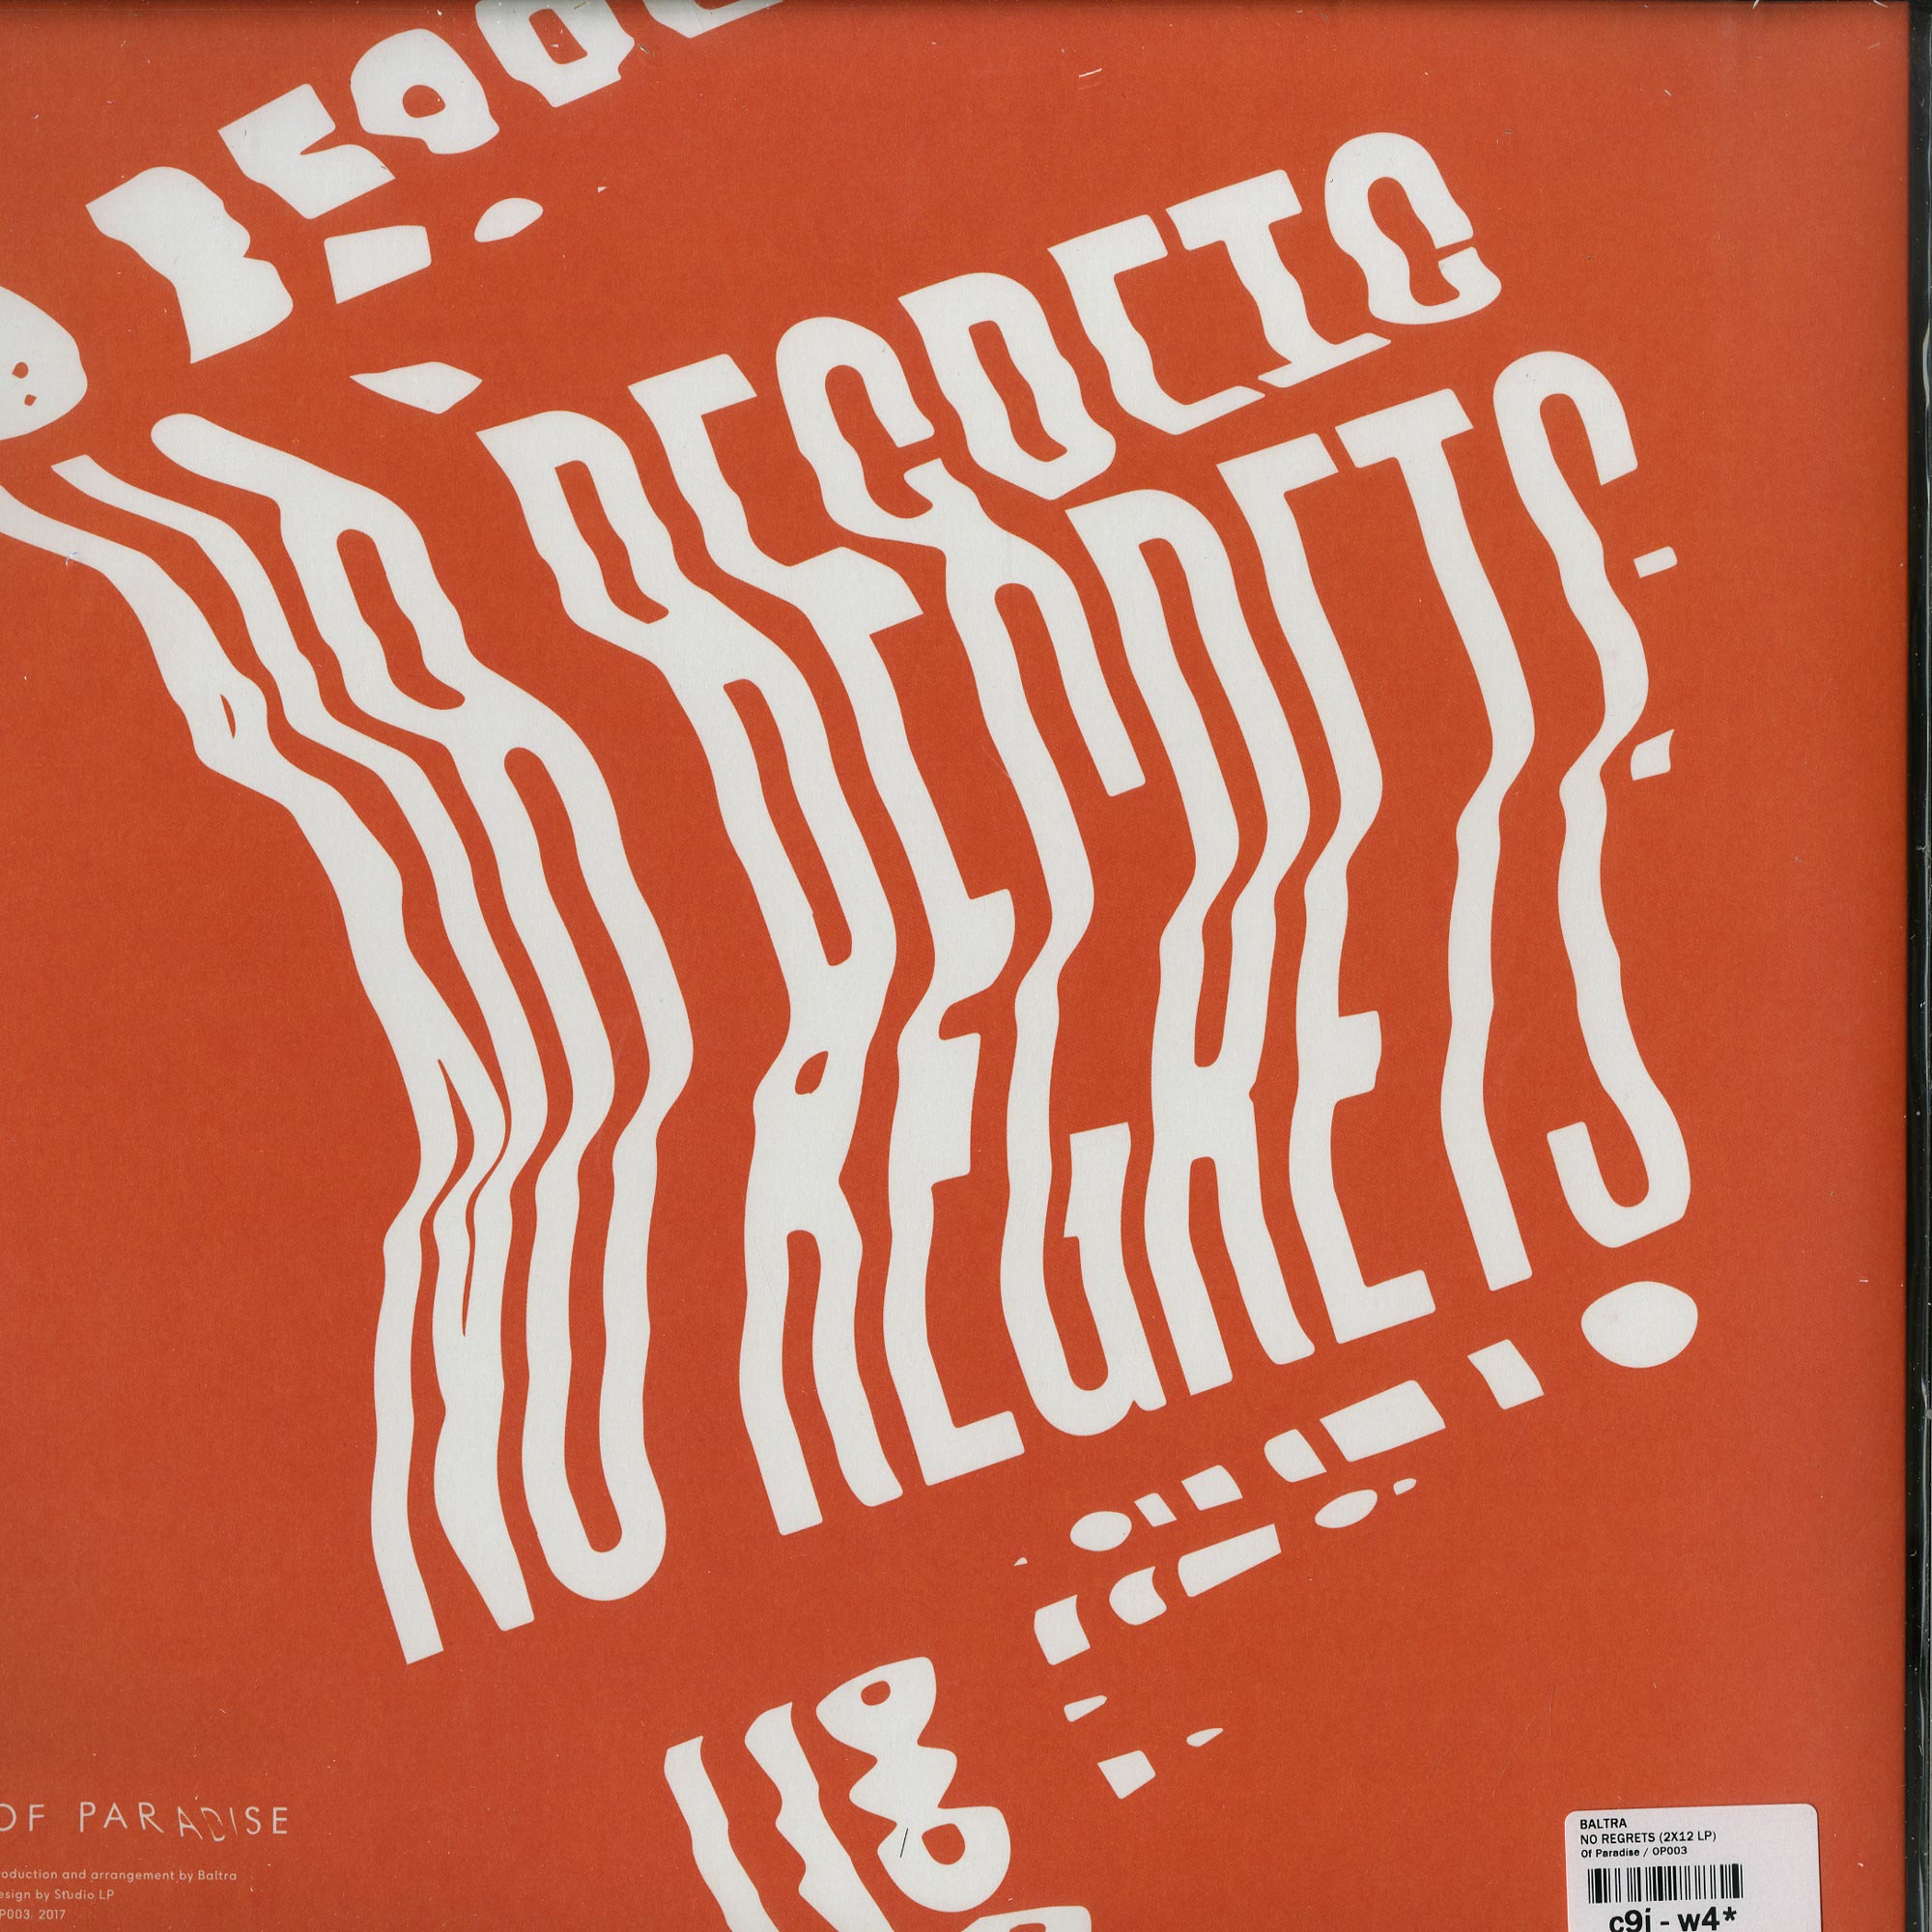 NO REGRETS
OF PARADISE
roduction and arrangement by Baltra
esign by Studio LP
P003. 2017
BALTRA
NO REGRETS (2X12 LP)
Of Paradise / OP003
c9i - w4*